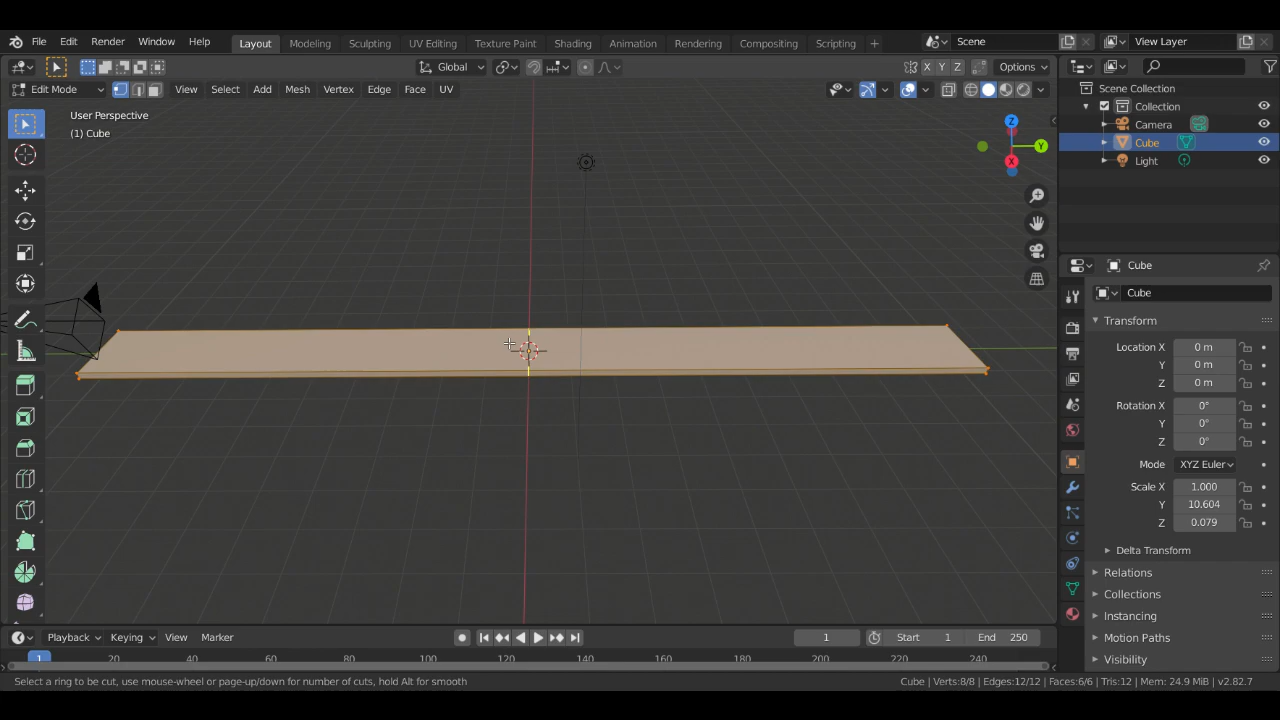 File Edit Render Window Help Layout Modeling Sculpting UV Editing Texture Paint Shading Animation Rendering Compositing Scripting + Scene View Layer
Global X Y Z Options
Edit Mode View Select Add Mesh Vertex Edge Face UV
User Perspective
(1) Cube
Z
Y
X
Scene Collection
Collection
Camera
Cube
Light
Cube
Cube
Transform
Location X 0 m
Y 0 m
Z 0 m
Rotation X 0°
Y 0°
Z 0°
Mode XYZ Euler
Scale X 1.000
Y 10.604
Z 0.079
Delta Transform
Relations
Collections
Instancing
Motion Paths
Visibility
Playback Keying View Marker 1 Start 1 End 250
1 20 40 60 80 100 120 140 160 180 200 220 240
Select a ring to be cut, use mouse-wheel or page-up/down for number of cuts, hold Alt for smooth
Cube | Verts:8/8 | Edges:12/12 | Faces:6/6 | Tris:12 | Mem: 24.9 MiB | v2.82.7